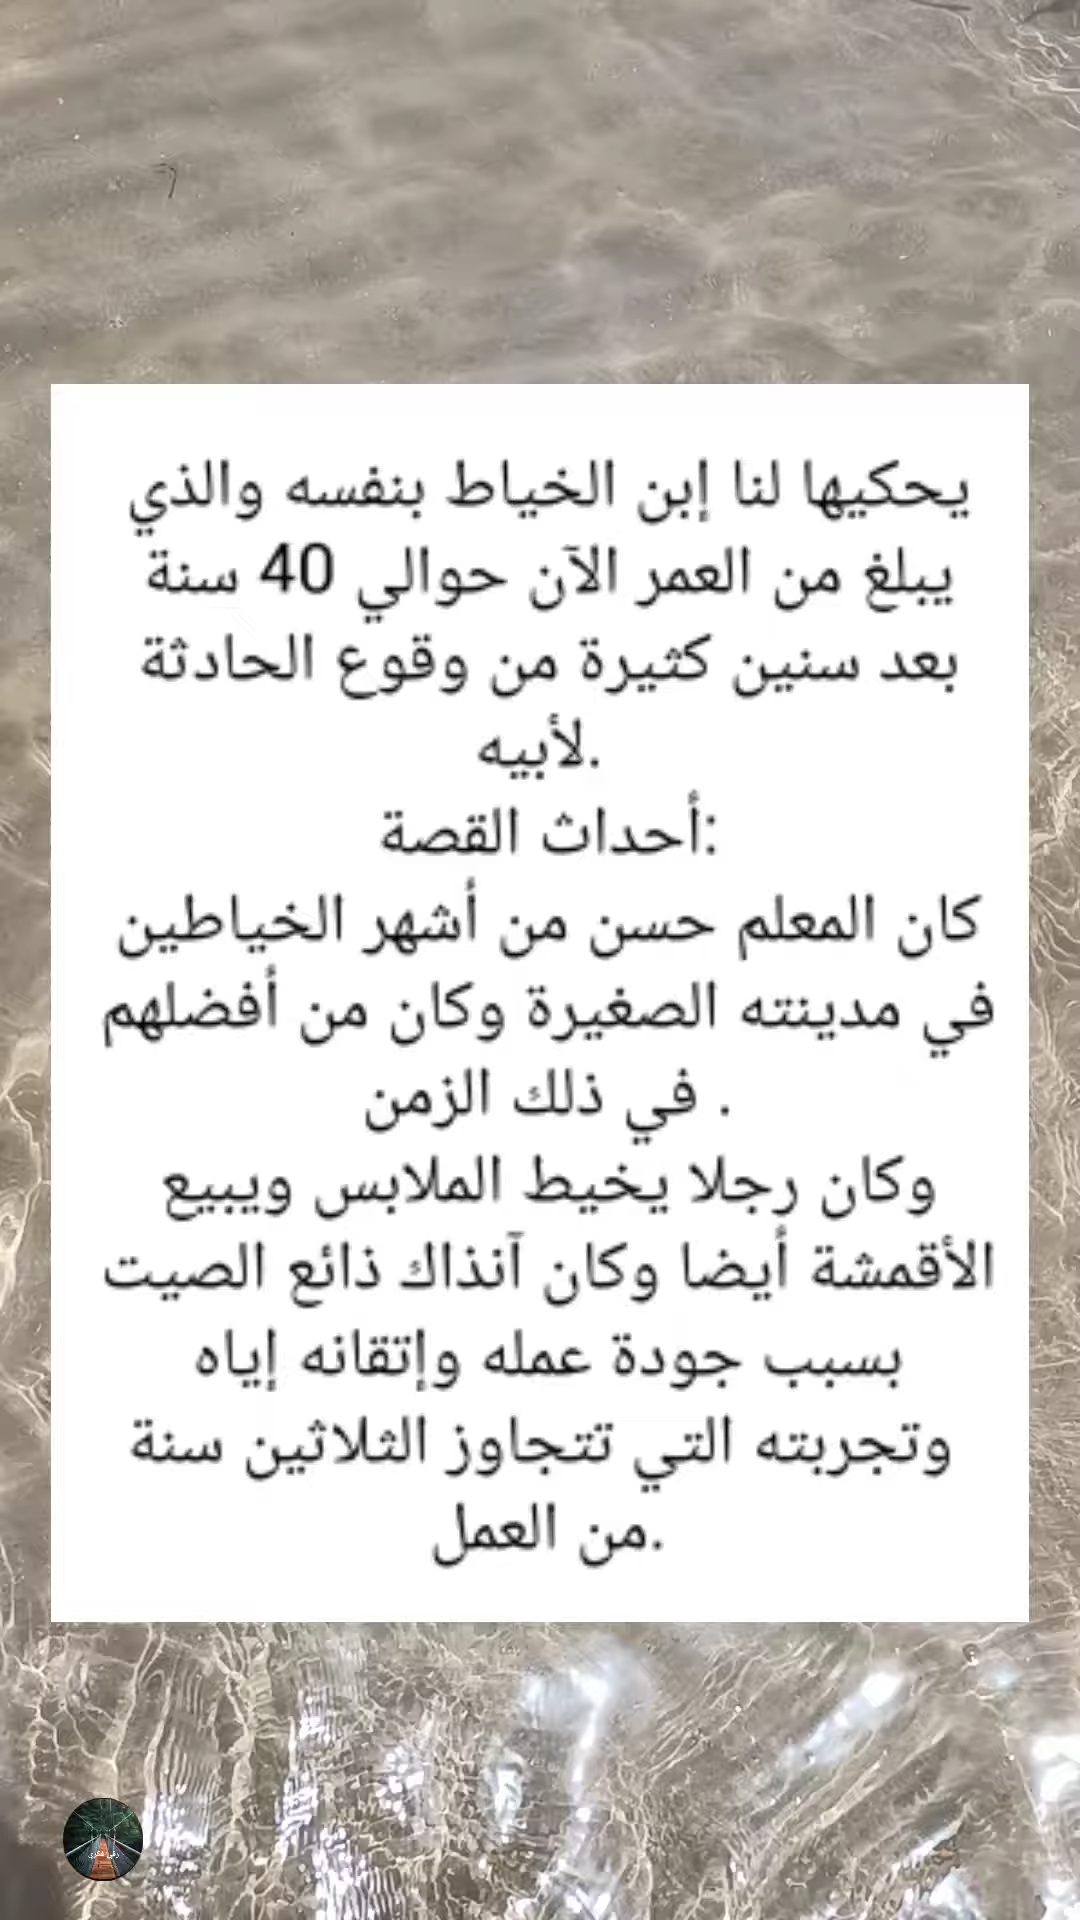 يحكيها لنا إبن الخياط بنفسه والذي
يبلغ من العمر الآن حوالي 40 سنة
بعد سنين كثيرة من وقوع الحادثة
.لأبيه
:أحداث القصة
كان المعلم حسن من أشهر الخياطين
في مدينته الصغيرة وكان من أفضلهم
. في ذلك الزمن
وكان رجلا يخيط الملابس ويبيع
الأقمشة أيضا وكان آنذاك ذائع الصيت
بسبب جودة عمله وإتقانه إياه
وتجربته التي تتجاوز الثلاثين سنة
.من العمل
رقي فكري